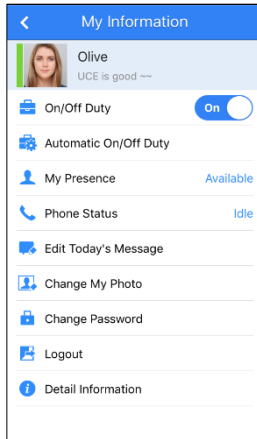 My Information
Olive
UCE is good ~~
On/Off Duty On
Automatic On/Off Duty
My Presence Available
Phone Status Idle
Edit Today's Message
Change My Photo
Change Password
Logout
Detail Information